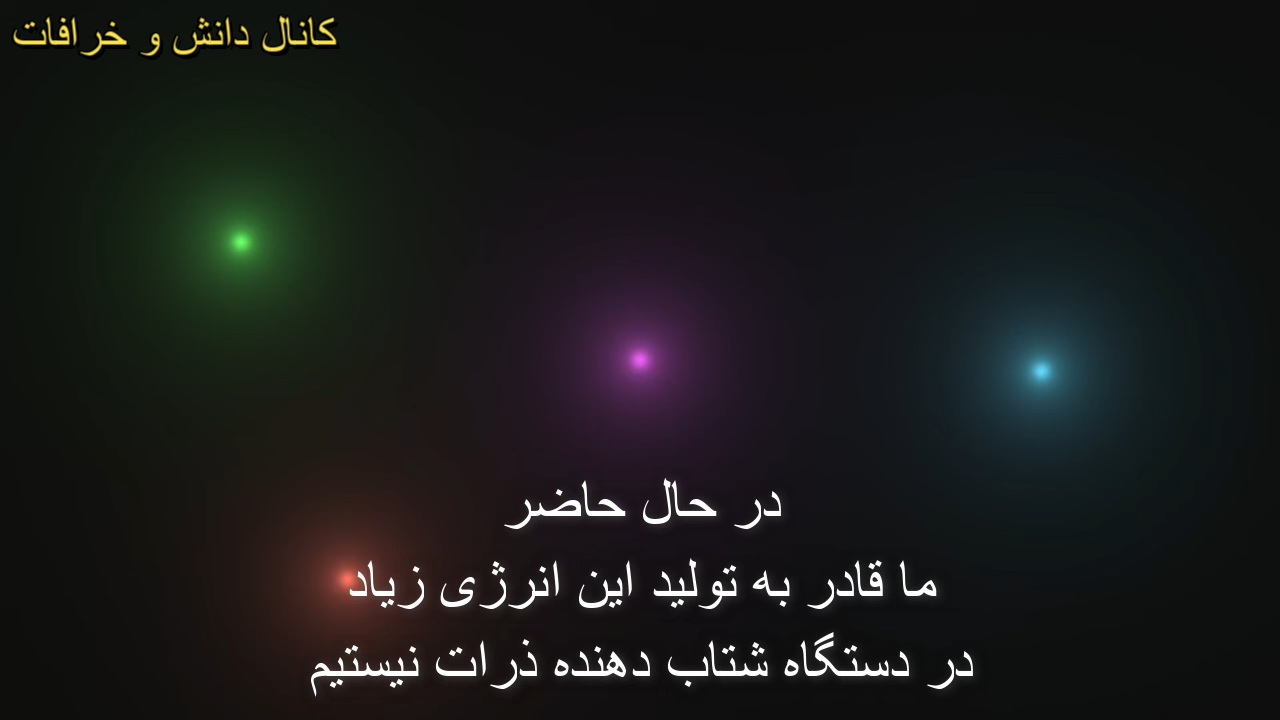 کانال دانش و خرافات
در حال حاضر
ما قادر به تولید این انرژی زیاد
در دستگاه شتاب دهنده ذرات نیستیم